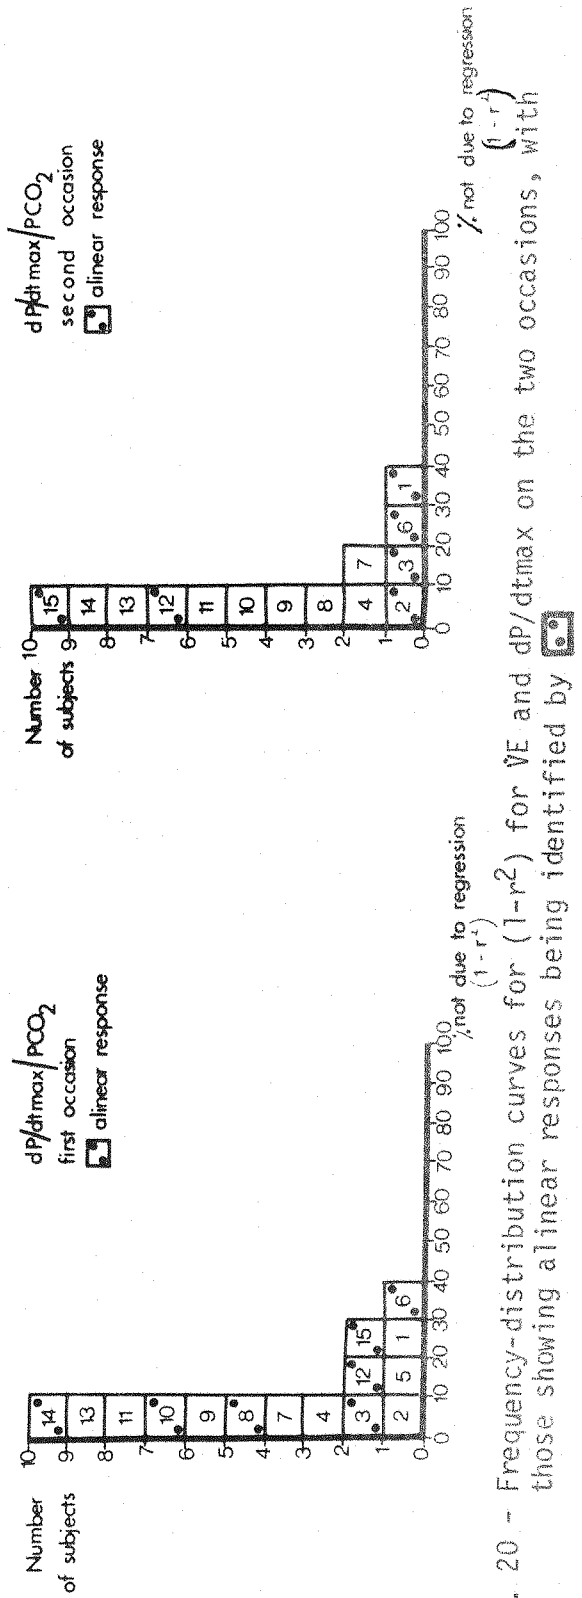 dP/dt max/PCO2
first occasion
alinear response
Number
of subjects
10
9
8
7
6
5
4
3
2
1
0
14
13
11
10
9
8
7
4
3
2
12
5
15
1
6
0 10 20 30 40 50 60 70 80 90 100
% not due to regression
(1 - r²)
dP/dt max/PCO2
second occasion
alinear response
Number 10
of subjects 9
8
7
6
5
4
3
2
1
0
15
14
13
12
11
10
9
8
4
2
7
3
6
1
0 10 20 30 40 50 60 70 80 90 100
% not due to regression
(1 - r²)
. 20 - Frequency-distribution curves for (1-r²) for V̇E and dP/dtmax on the two occasions, with
those showing alinear responses being identified by